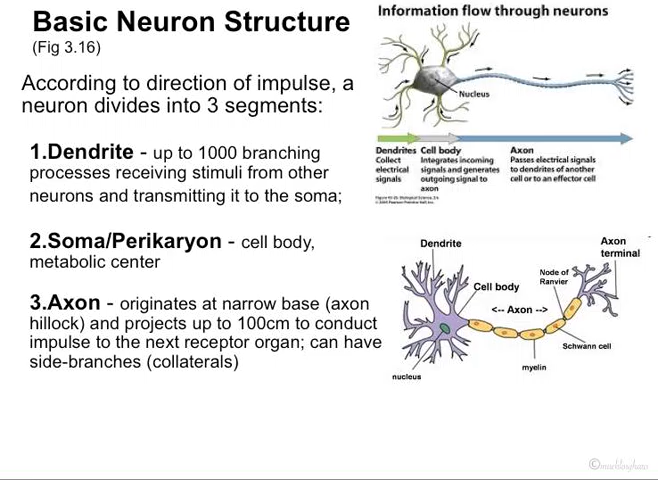 Basic Neuron Structure
(Fig 3.16)
According to direction of impulse, a
neuron divides into 3 segments:
1.Dendrite - up to 1000 branching
processes receiving stimuli from other
neurons and transmitting it to the soma;
2.Soma/Perikaryon - cell body,
metabolic center
3.Axon - originates at narrow base (axon
hillock) and projects up to 100cm to conduct
impulse to the next receptor organ; can have
side-branches (collaterals)
Information flow through neurons
Nucleus
Dendrites
Collect
electrical
signals
Cell body
Integrates incoming
signals and generates
outgoing signal to
axon
Axon
Passes electrical signals
to dendrites of another
cell or to an effector cell
Dendrite
Axon
terminal
Node of
Ranvier
Cell body
<-- Axon -->
Schwann cell
myelin
nucleus